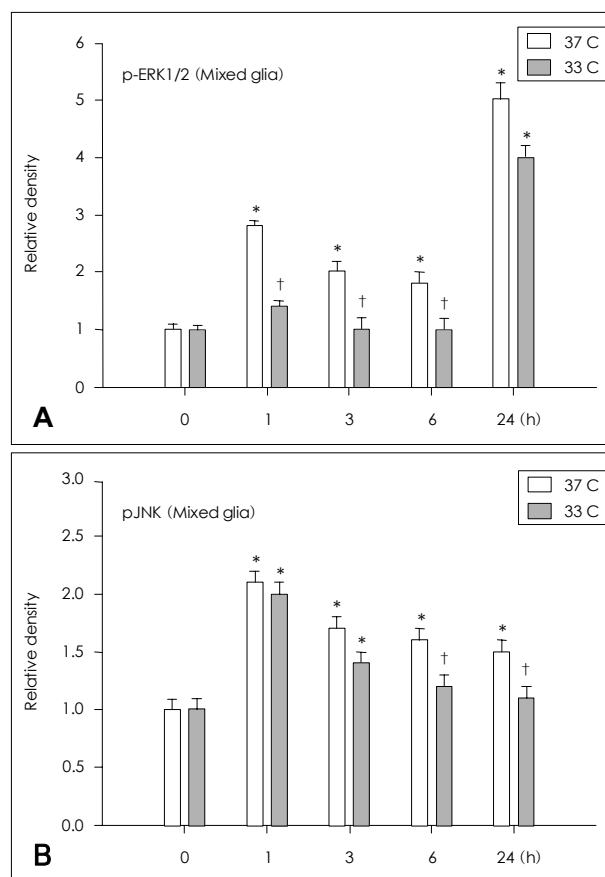 6
37 C
33 C
p-ERK1/2 (Mixed glia)
*
5
*
4
Relative density
3
*
*
*
2
†
†
†
1
0
A
0 1 3 6 24 (h)
3.0
37 C
33 C
pJNK (Mixed glia)
2.5
* *
2.0
*
*
*
*
Relative density
1.5
†
†
1.0
0.5
0.0
B
0 1 3 6 24 (h)